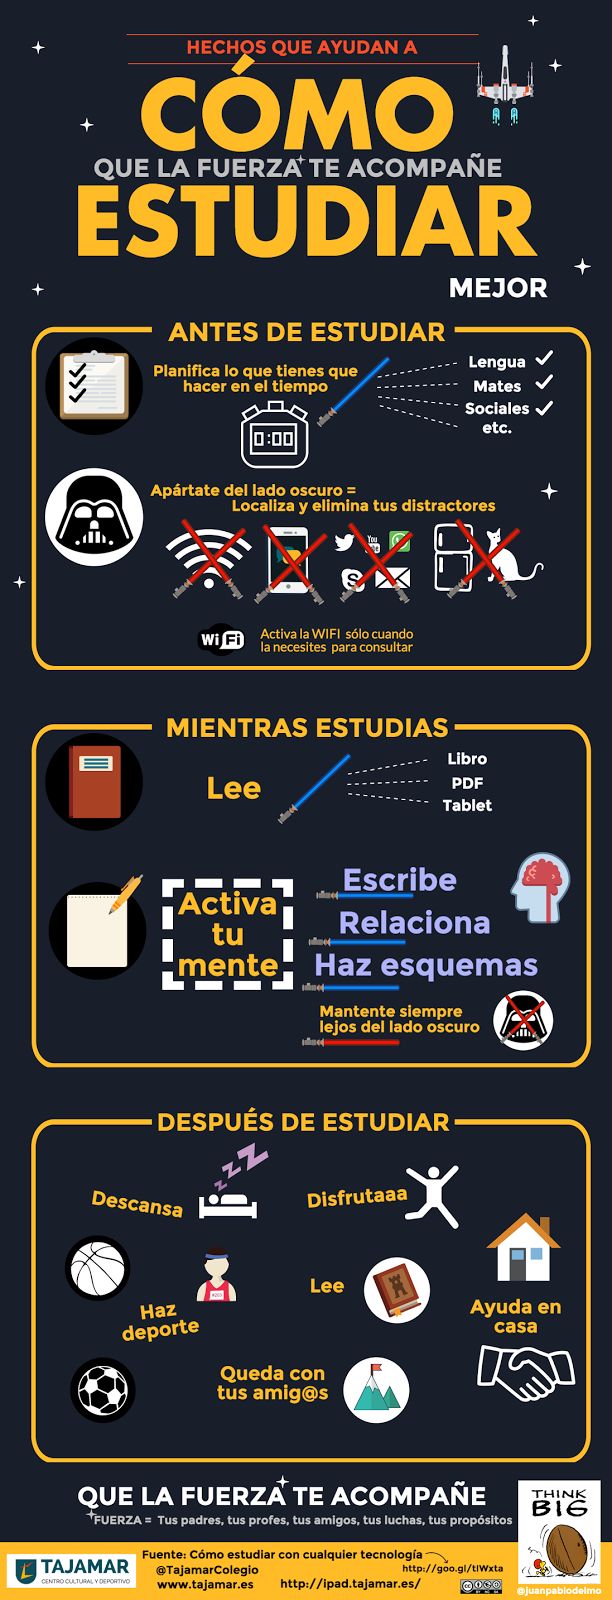 HECHOS QUE AYUDAN A
CÓMO
QUE LA FUERZA TE ACOMPAÑE
ESTUDIAR
MEJOR
ANTES DE ESTUDIAR
Planifica lo que tienes que
hacer en el tiempo
0:00
Lengua
Mates
Sociales
etc.
Apártate del lado oscuro =
Localiza y elimina tus distractores
You
WiFi
Activa la WIFI sólo cuando
la necesites para consultar
MIENTRAS ESTUDIAS
Lee
Libro
PDF
Tablet
Activa
tu
mente
Escribe
Relaciona
Haz esquemas
Mantente siempre
lejos del lado oscuro
DESPUÉS DE ESTUDIAR
Descansa
zzz
Disfrutaaa
Haz
deporte
Lee
Ayuda en
casa
Queda con
tus amig@s
QUE LA FUERZA TE ACOMPAÑE
FUERZA = Tus padres, tus profes, tus amigos, tus luchas, tus propósitos
THINK
BIG
TAJAMAR
CENTRO CULTURAL Y DEPORTIVO
Fuente: Cómo estudiar con cualquier tecnología
@TajamarColegio
http://goo.gl/tlWxta
www.tajamar.es
http://ipad.tajamar.es/
@juanpablodelmo